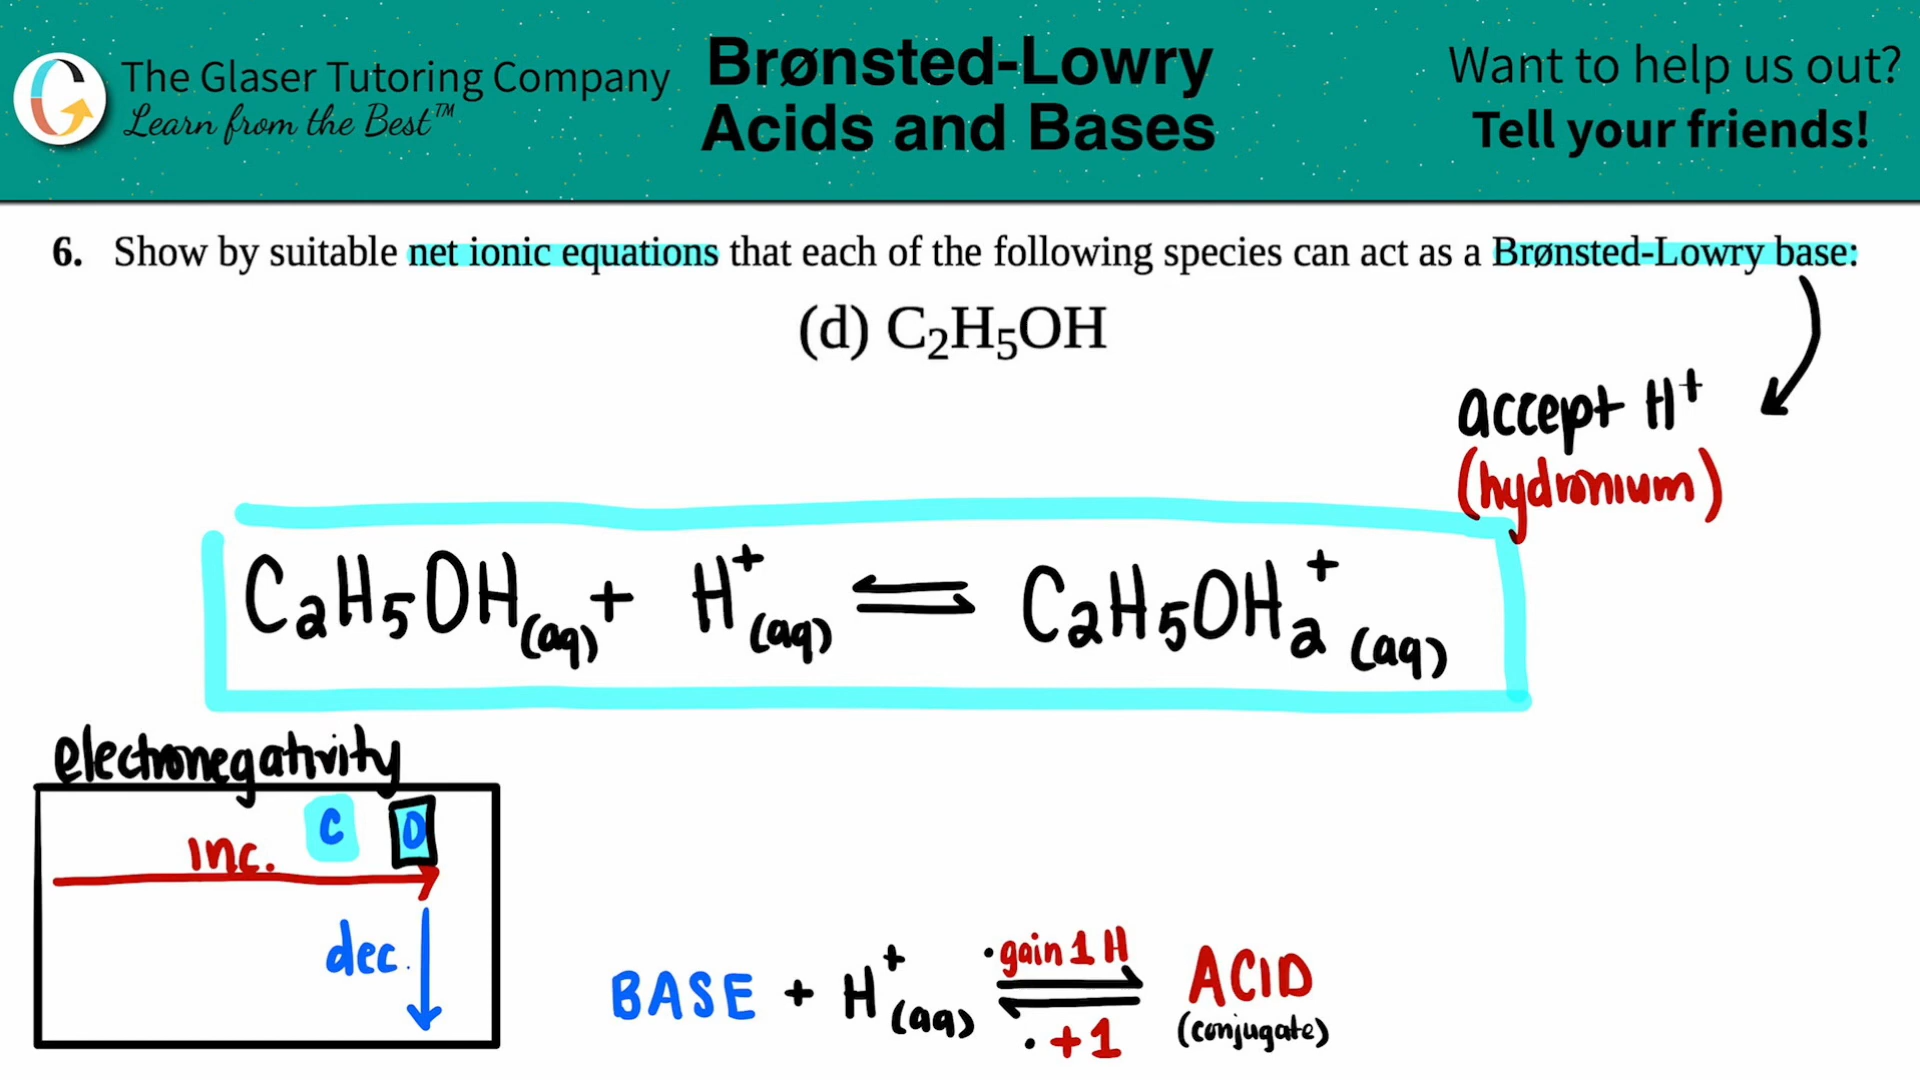 The Glaser Tutoring Company
Learn from the Best™
Brønsted-Lowry
Acids and Bases
Want to help us out?
Tell your friends!
6. Show by suitable net ionic equations that each of the following species can act as a Brønsted-Lowry base:
(d) C₂H₅OH
accept H⁺
(hydronium)
C₂H₅OH(aq) + H⁺(aq) ⇌ C₂H₅OH₂⁺(aq)
electronegativity
C O
inc.
dec.
BASE + H⁺(aq) ⇌ ACID
• gain 1 H
• +1
(conjugate)